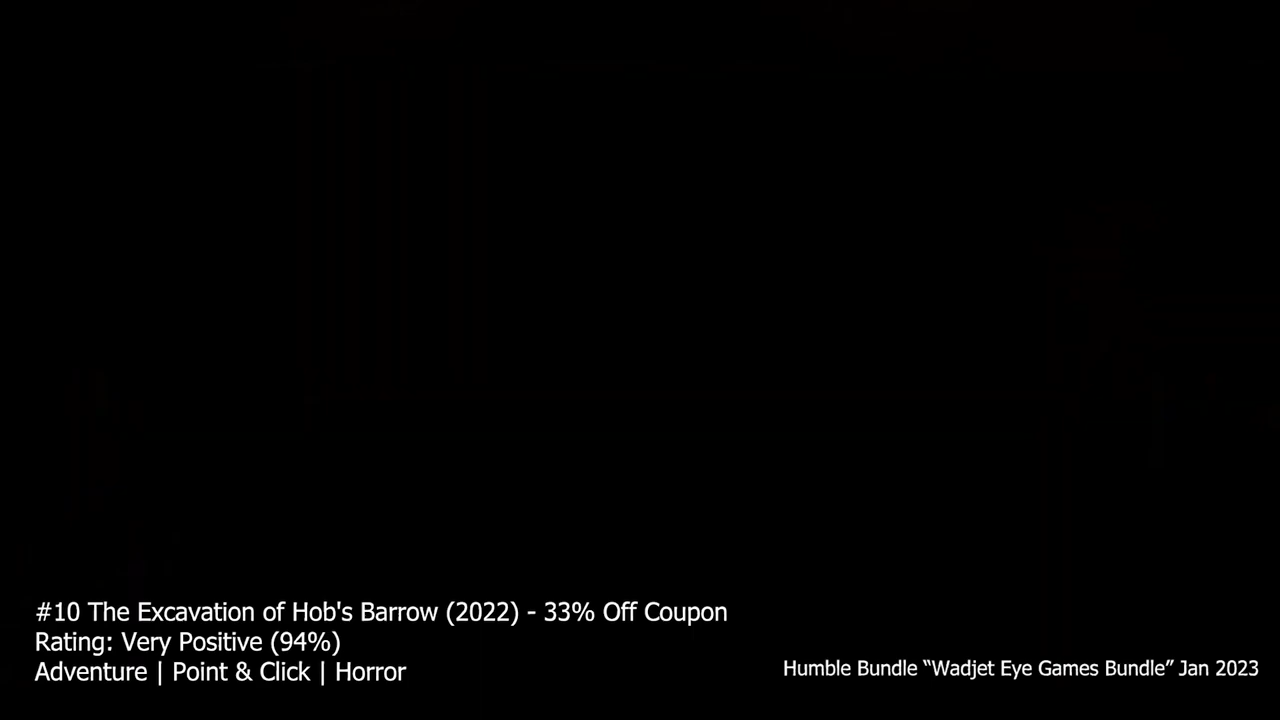 #10 The Excavation of Hob's Barrow (2022) - 33% Off Coupon
Rating: Very Positive (94%)
Adventure | Point & Click | Horror
Humble Bundle “Wadjet Eye Games Bundle” Jan 2023